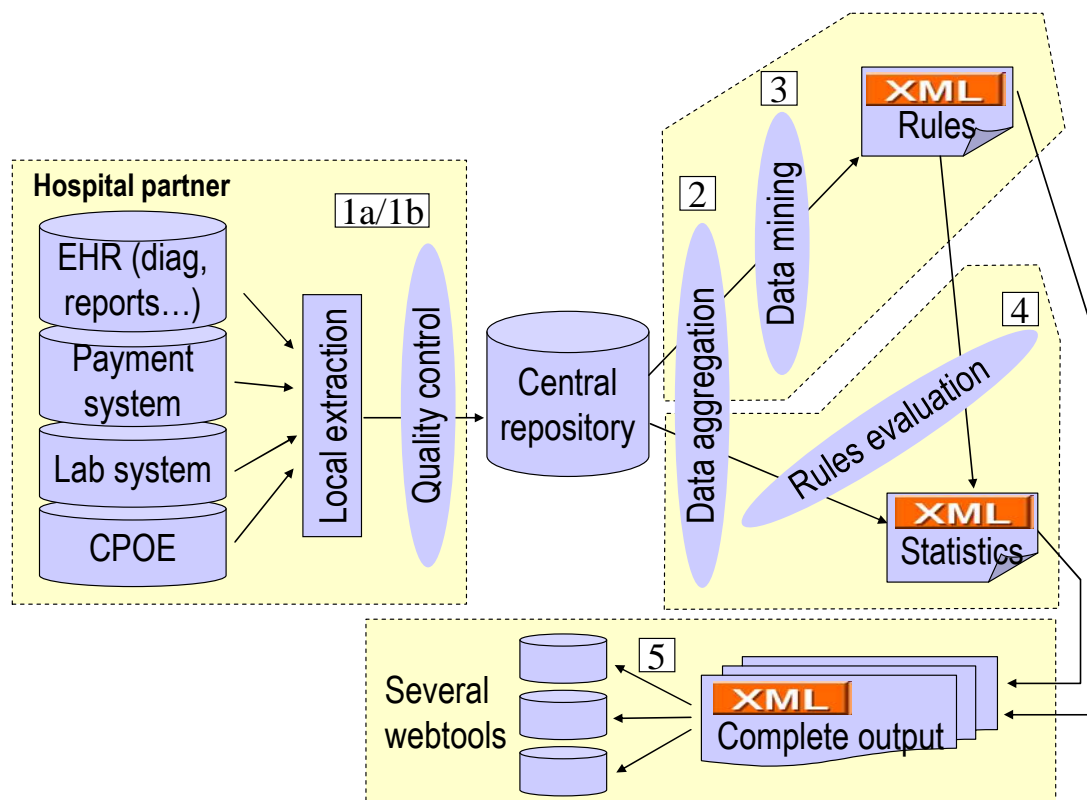 Hospital partner
1a/1b
EHR (diag,
reports…)
Payment
system
Lab system
CPOE
Local extraction
Quality control
Central
repository
2
Data aggregation
3
Data mining
XML
Rules
4
Rules evaluation
XML
Statistics
5
Several
webtools
XML
Complete output